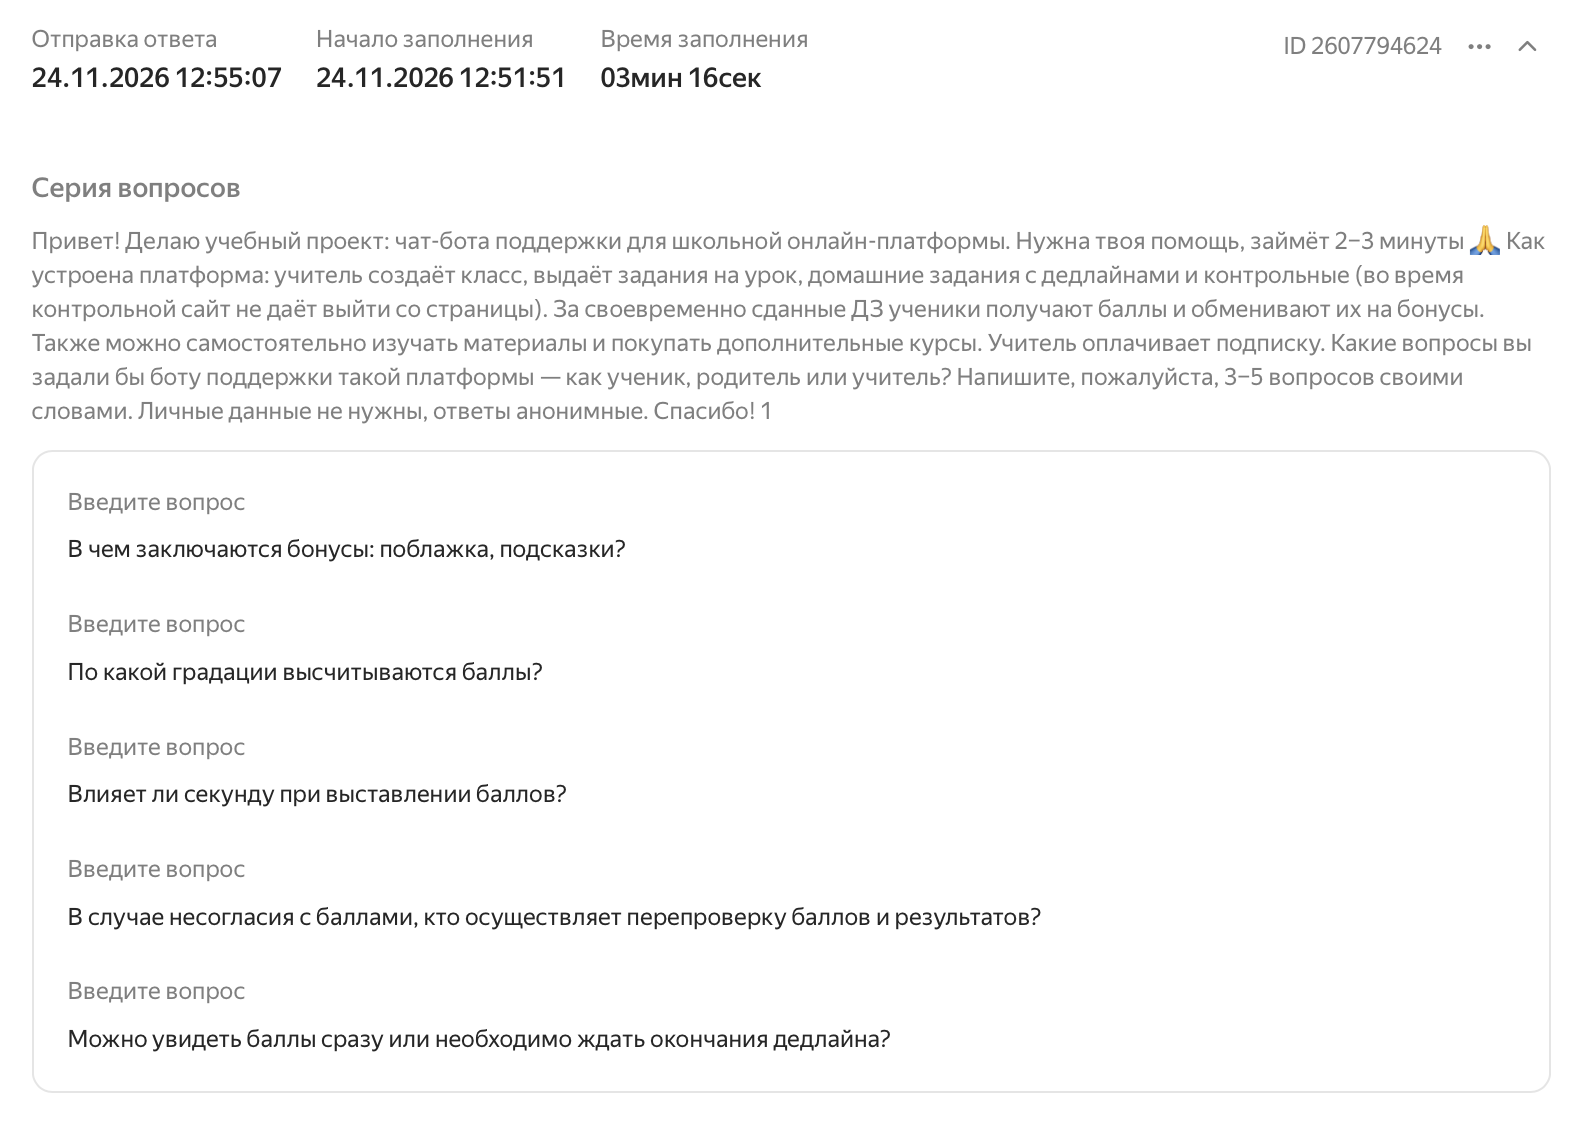 Отправка ответа
Начало заполнения
Время заполнения
ID 2607794624
24.11.2026 12:55:07
24.11.2026 12:51:51
03мин 16сек
Серия вопросов
Привет! Делаю учебный проект: чат-бота поддержки для школьной онлайн-платформы. Нужна твоя помощь, займёт 2–3 минуты 🙏 Как
устроена платформа: учитель создаёт класс, выдаёт задания на урок, домашние задания с дедлайнами и контрольные (во время
контрольной сайт не даёт выйти со страницы). За своевременно сданные ДЗ ученики получают баллы и обменивают их на бонусы.
Также можно самостоятельно изучать материалы и покупать дополнительные курсы. Учитель оплачивает подписку. Какие вопросы вы
задали бы боту поддержки такой платформы — как ученик, родитель или учитель? Напишите, пожалуйста, 3–5 вопросов своими
словами. Личные данные не нужны, ответы анонимные. Спасибо! 1
Введите вопрос
В чем заключаются бонусы: поблажка, подсказки?
Введите вопрос
По какой градации высчитываются баллы?
Введите вопрос
Влияет ли секунду при выставлении баллов?
Введите вопрос
В случае несогласия с баллами, кто осуществляет перепроверку баллов и результатов?
Введите вопрос
Можно увидеть баллы сразу или необходимо ждать окончания дедлайна?